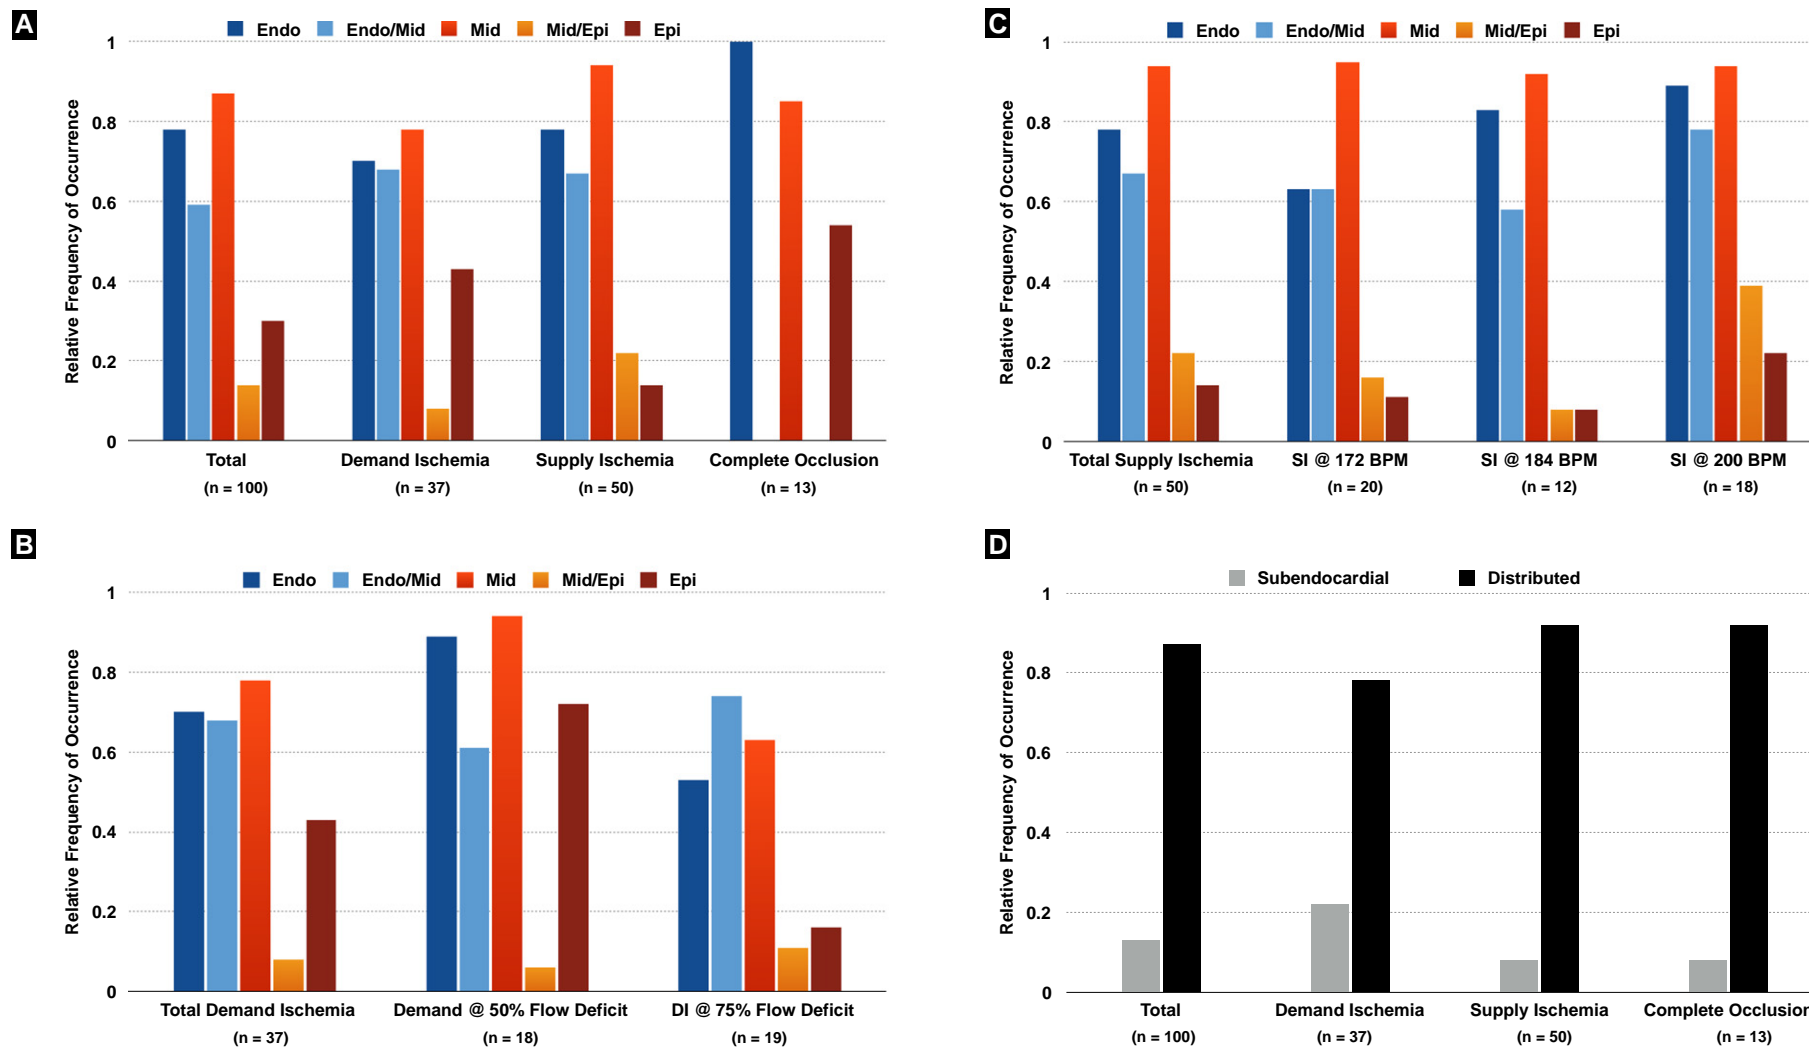 A
Endo Endo/Mid Mid Mid/Epi Epi
Relative Frequency of Occurrence
1
0.8
0.6
0.4
0.2
0
Total Demand Ischemia Supply Ischemia Complete Occlusion
(n = 100) (n = 37) (n = 50) (n = 13)
B
Endo Endo/Mid Mid Mid/Epi Epi
Relative Frequency of Occurrence
1
0.8
0.6
0.4
0.2
0
Total Demand Ischemia Demand @ 50% Flow Deficit DI @ 75% Flow Deficit
(n = 37) (n = 18) (n = 19)
C
Endo Endo/Mid Mid Mid/Epi Epi
Relative Frequency of Occurrence
1
0.8
0.6
0.4
0.2
0
Total Supply Ischemia SI @ 172 BPM SI @ 184 BPM SI @ 200 BPM
(n = 50) (n = 20) (n = 12) (n = 18)
D
Subendocardial Distributed
Relative Frequency of Occurrence
1
0.8
0.6
0.4
0.2
0
Total Demand Ischemia Supply Ischemia Complete Occlusion
(n = 100) (n = 37) (n = 50) (n = 13)